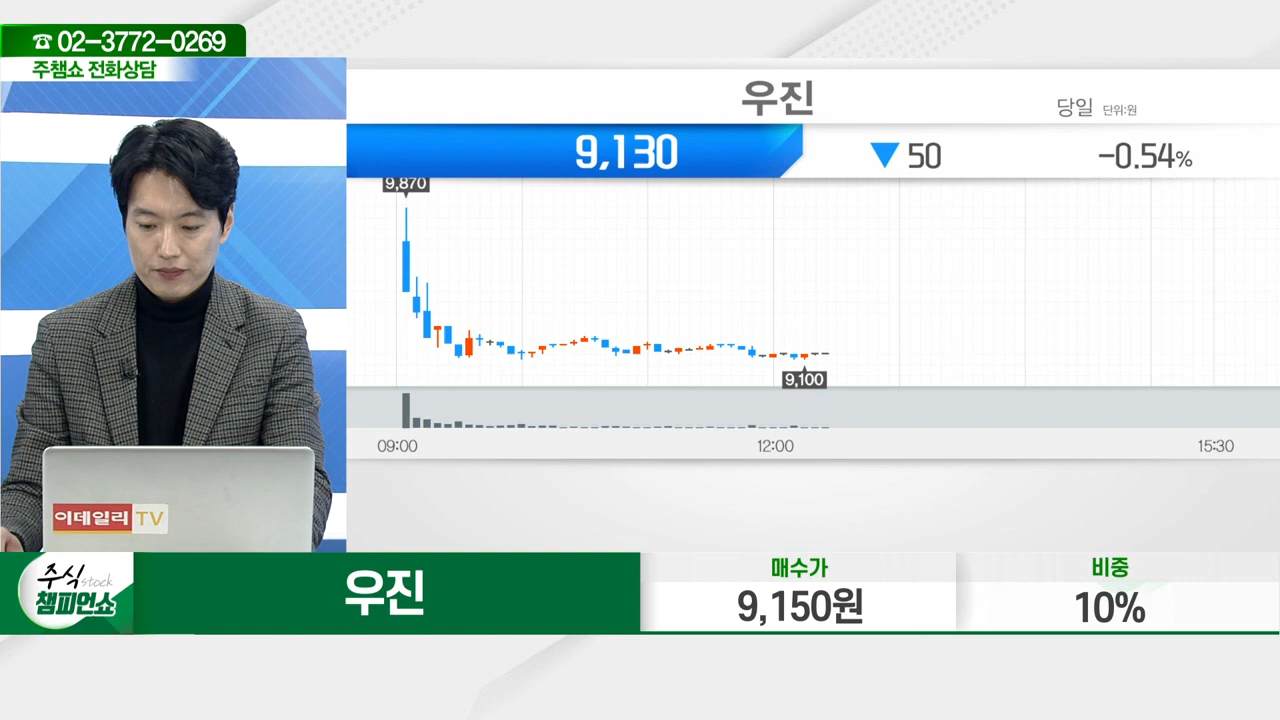 ☎ 02-3772-0269
주챔쇼 전화상담
우진
당일 단위:원
9,130 ▼ 50 -0.54%
9,870
9,100
09:00 12:00 15:30
이데일리 TV
주식 stock
챔피언쇼
우진
매수가
9,150원
비중
10%